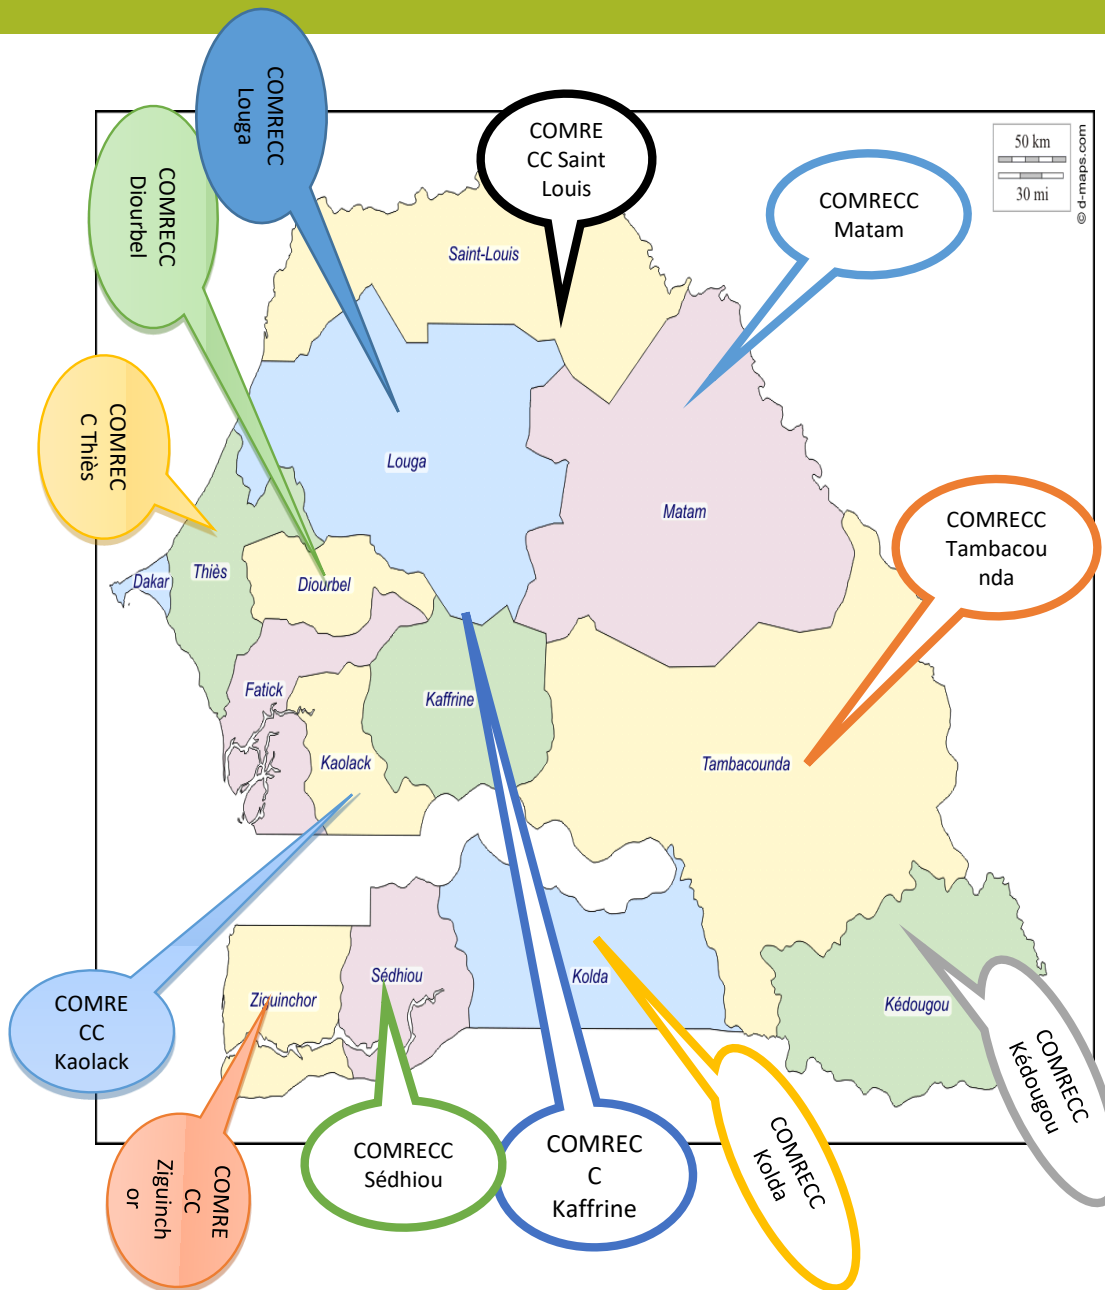 COMRECC
Louga
COMRECC
Diourbel
COMRE
CC Saint
Louis
COMRECC
Matam
50 km
30 mi
© d-maps.com
Saint-Louis
COMREC
C Thiès
Louga
Matam
COMRECC
Tambacou
nda
Dakar
Thiès
Diourbel
Fatick
Kaffrine
Kaolack
Tambacounda
Sédhiou
Kolda
Ziguinchor
Kédougou
COMRE
CC
Kaolack
COMRECC
Kédougou
COMRE
CC
Ziguinch
or
COMRECC
Sédhiou
COMREC
C
Kaffrine
COMRECC
Kolda